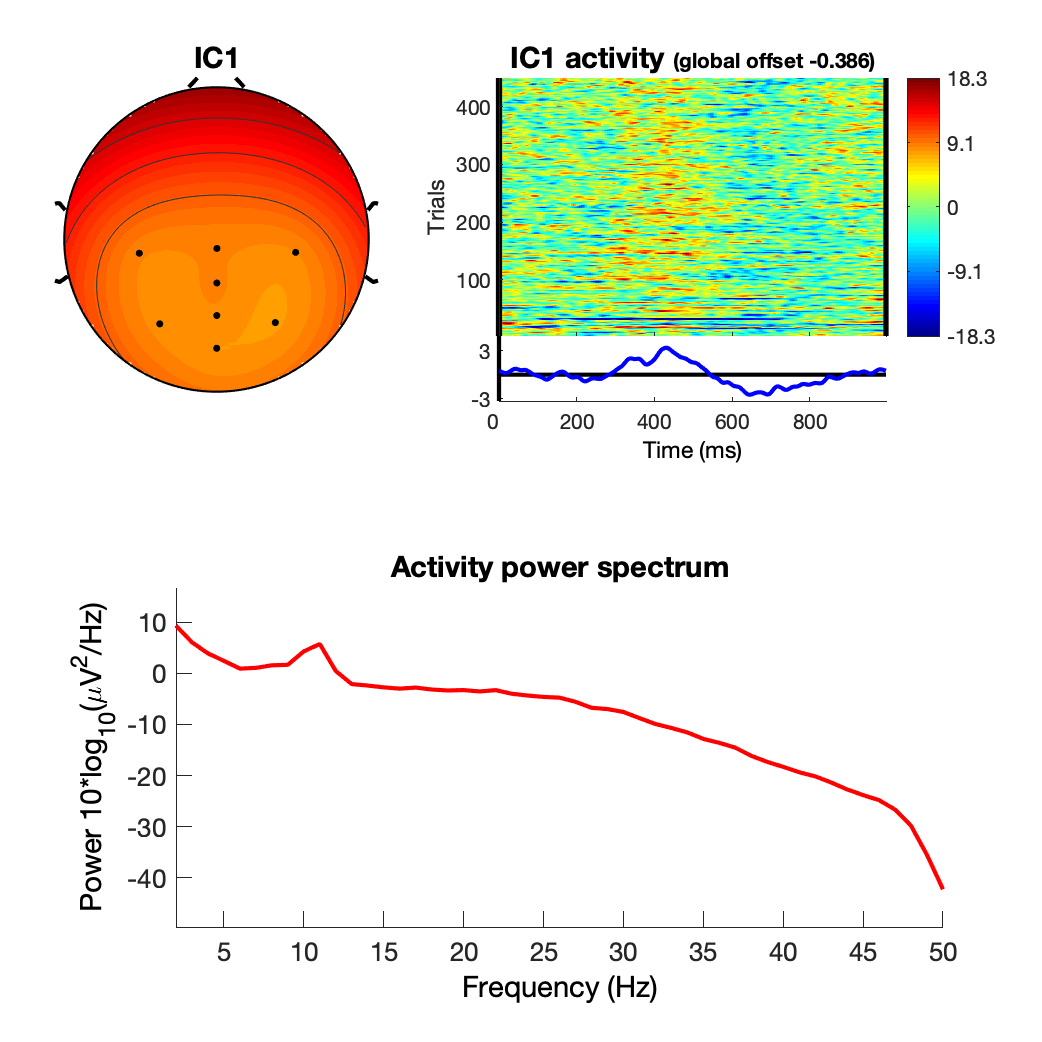 IC1
IC1 activity (global offset -0.386)
Trials
400
300
200
100
18.3
9.1
0
-9.1
-18.3
3
-3
0 200 400 600 800
Time (ms)
Activity power spectrum
Power 10*log10(μV2/Hz)
10
0
-10
-20
-30
-40
5 10 15 20 25 30 35 40 45 50
Frequency (Hz)